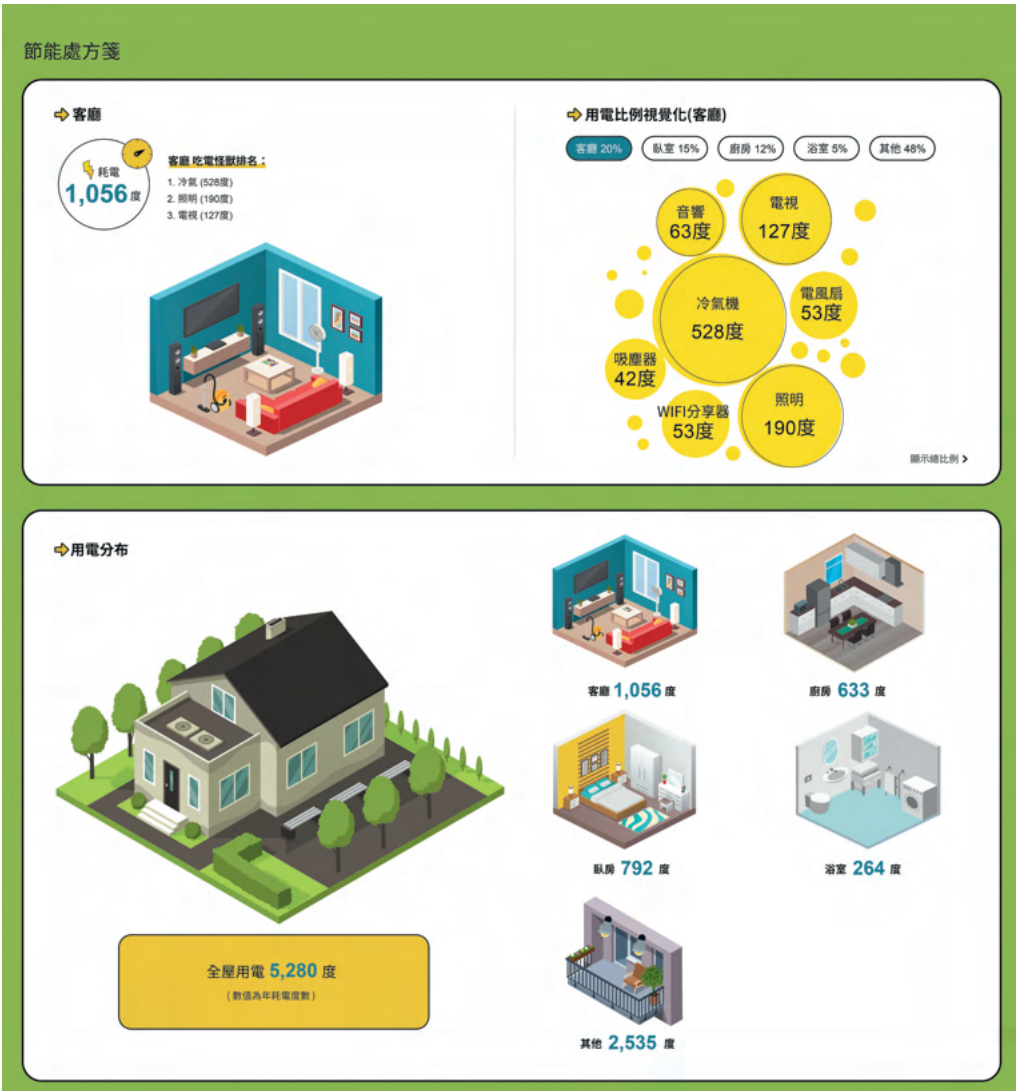 節能處方箋
客廳
耗電
1,056 度
客廳 吃電怪獸排名：
1. 冷氣 (528度)
2. 照明 (190度)
3. 電視 (127度)
用電比例視覺化(客廳)
客廳 20%
臥室 15%
廚房 12%
浴室 5%
其他 48%
音響
63度
電視
127度
冷氣機
528度
電風扇
53度
吸塵器
42度
WIFI分享器
53度
照明
190度
顯示總比例
用電分布
客廳 1,056 度
廚房 633 度
臥房 792 度
浴室 264 度
全屋用電 5,280 度
(數值為年耗電度數)
其他 2,535 度